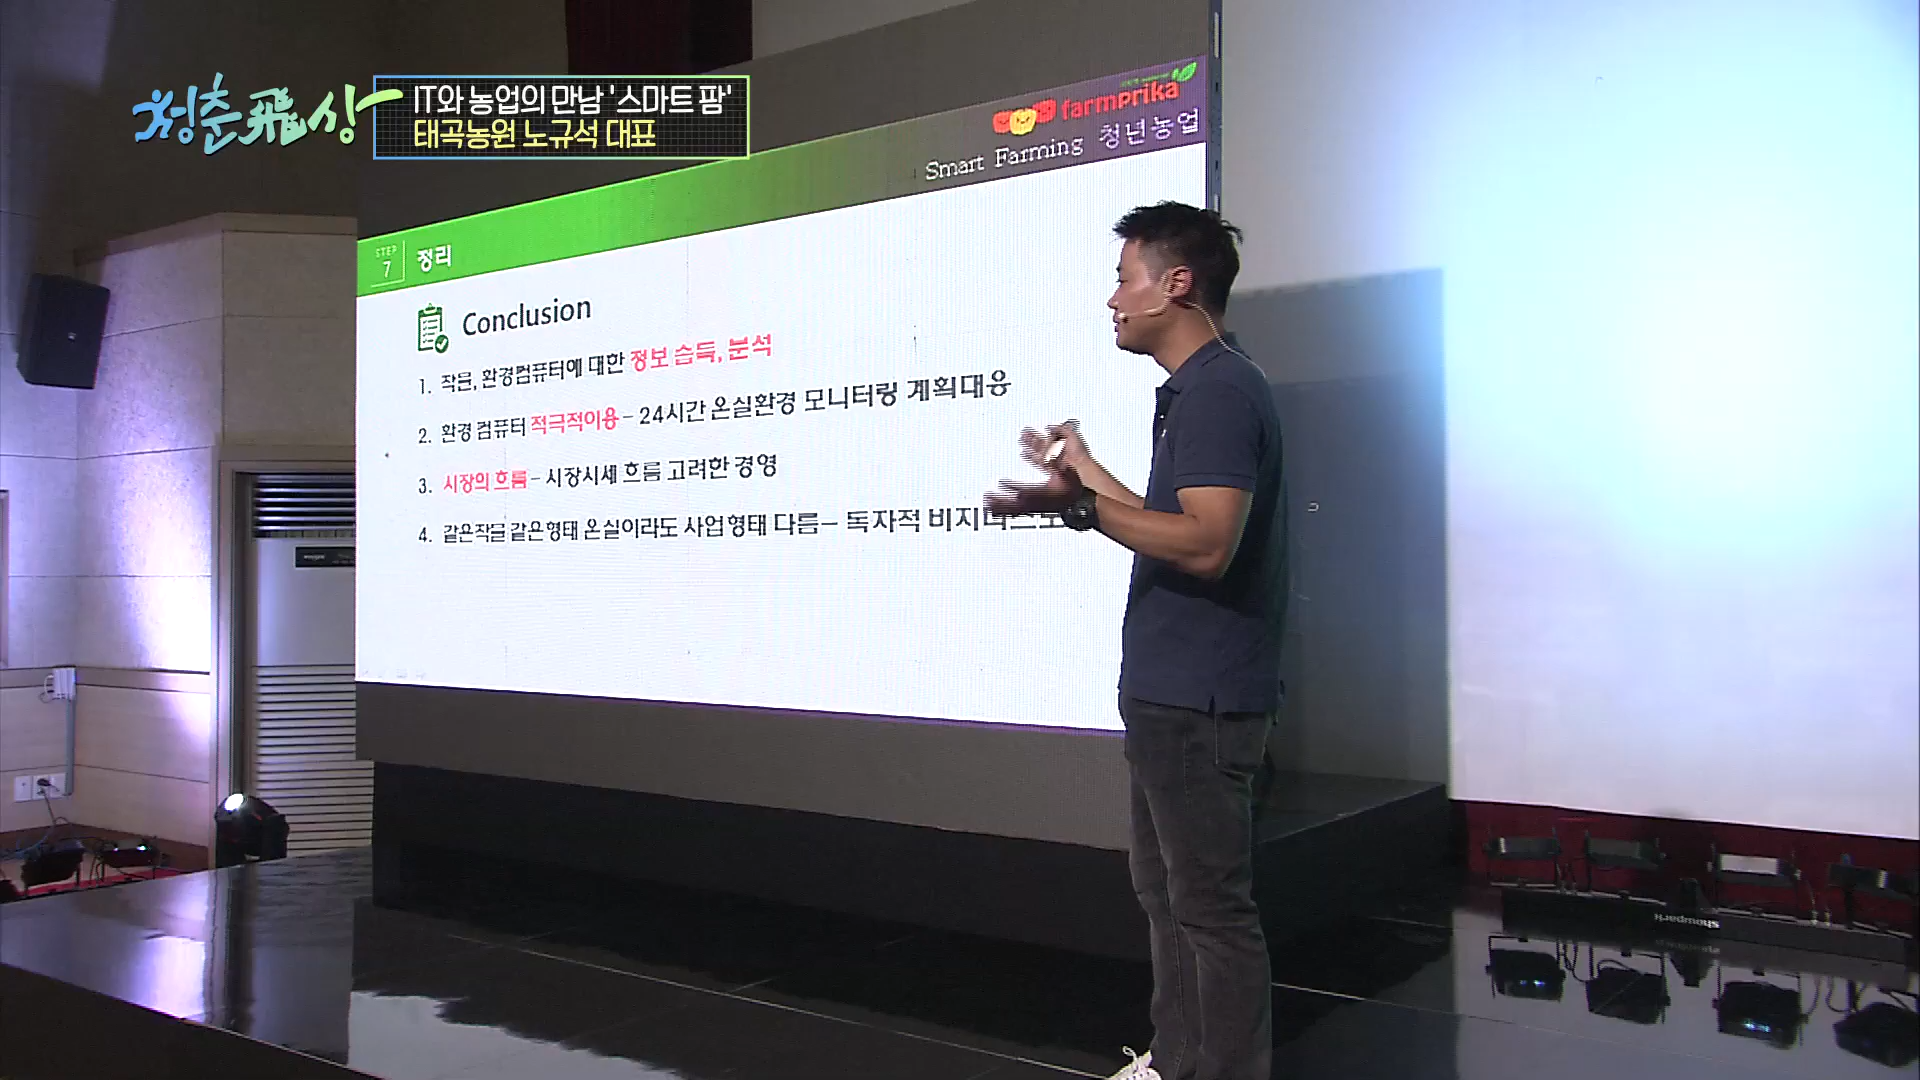 청춘飛상
IT와 농업의 만남 '스마트 팜'
태곡농원 노규석 대표
farmprika
Smart Farming 청년농업
STEP
7
정리
Conclusion
1. 작물, 환경컴퓨터에 대한 정보 습득, 분석
2. 환경 컴퓨터 적극적이용 – 24시간 온실환경 모니터링 계획대응
3. 시장의 흐름 – 시장시세 흐름 고려한 경영
4. 같은작물 같은형태 온실이라도 사업형태 다름 – 독자적
showpark